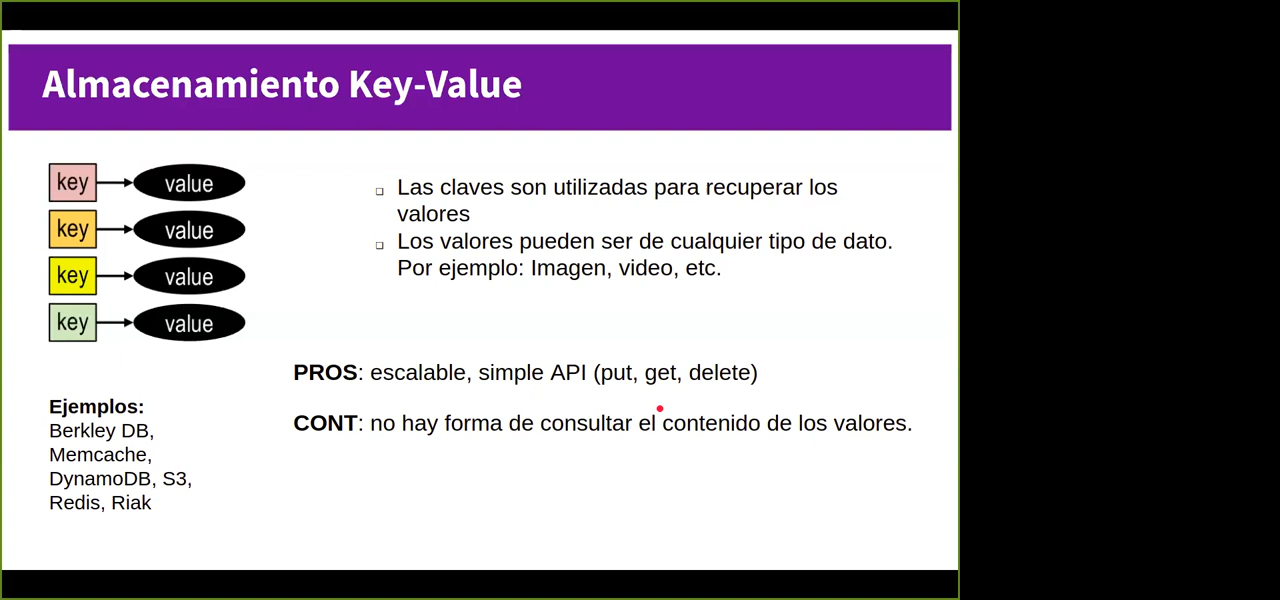 Almacenamiento Key-Value
key value
key value
key value
key value
Las claves son utilizadas para recuperar los
valores
Los valores pueden ser de cualquier tipo de dato.
Por ejemplo: Imagen, video, etc.
PROS: escalable, simple API (put, get, delete)
CONT: no hay forma de consultar el contenido de los valores.
Ejemplos:
Berkley DB,
Memcache,
DynamoDB, S3,
Redis, Riak